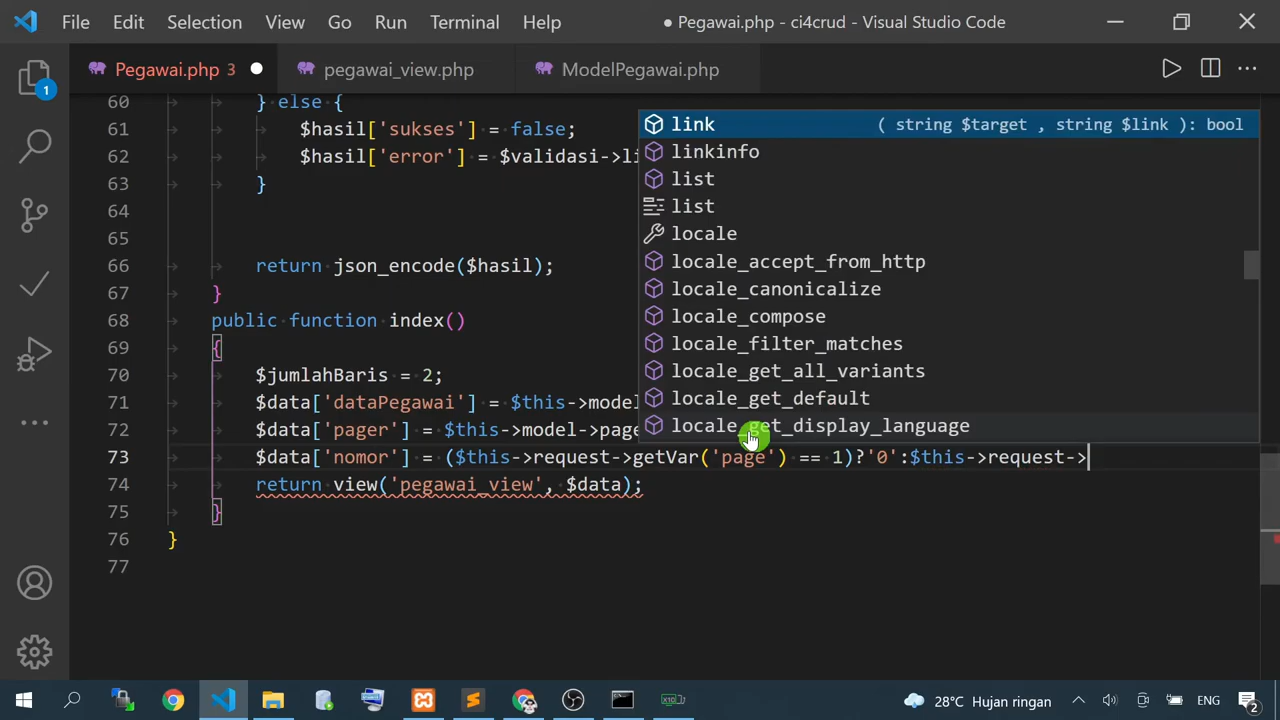 File Edit Selection View Go Run Terminal Help ● Pegawai.php - ci4crud - Visual Studio Code
Pegawai.php 3 ● pegawai_view.php ModelPegawai.php
1
60 } else {
61 $hasil['sukses'] = false;
62 $hasil['error'] = $validasi->li
63 }
64
65
66 return json_encode($hasil);
67 }
68 public function index()
69 {
70 $jumlahBaris = 2;
71 $data['dataPegawai'] = $this->model
72 $data['pager'] = $this->model->page
73 $data['nomor'] = ($this->request->getVar('page') == 1)?'0':$this->request->
74 return view('pegawai_view', $data);
75 }
76 }
77
link ( string $target , string $link ): bool
linkinfo
list
list
locale
locale_accept_from_http
locale_canonicalize
locale_compose
locale_filter_matches
locale_get_all_variants
locale_get_default
locale_get_display_language
28°C Hujan ringan ENG 2